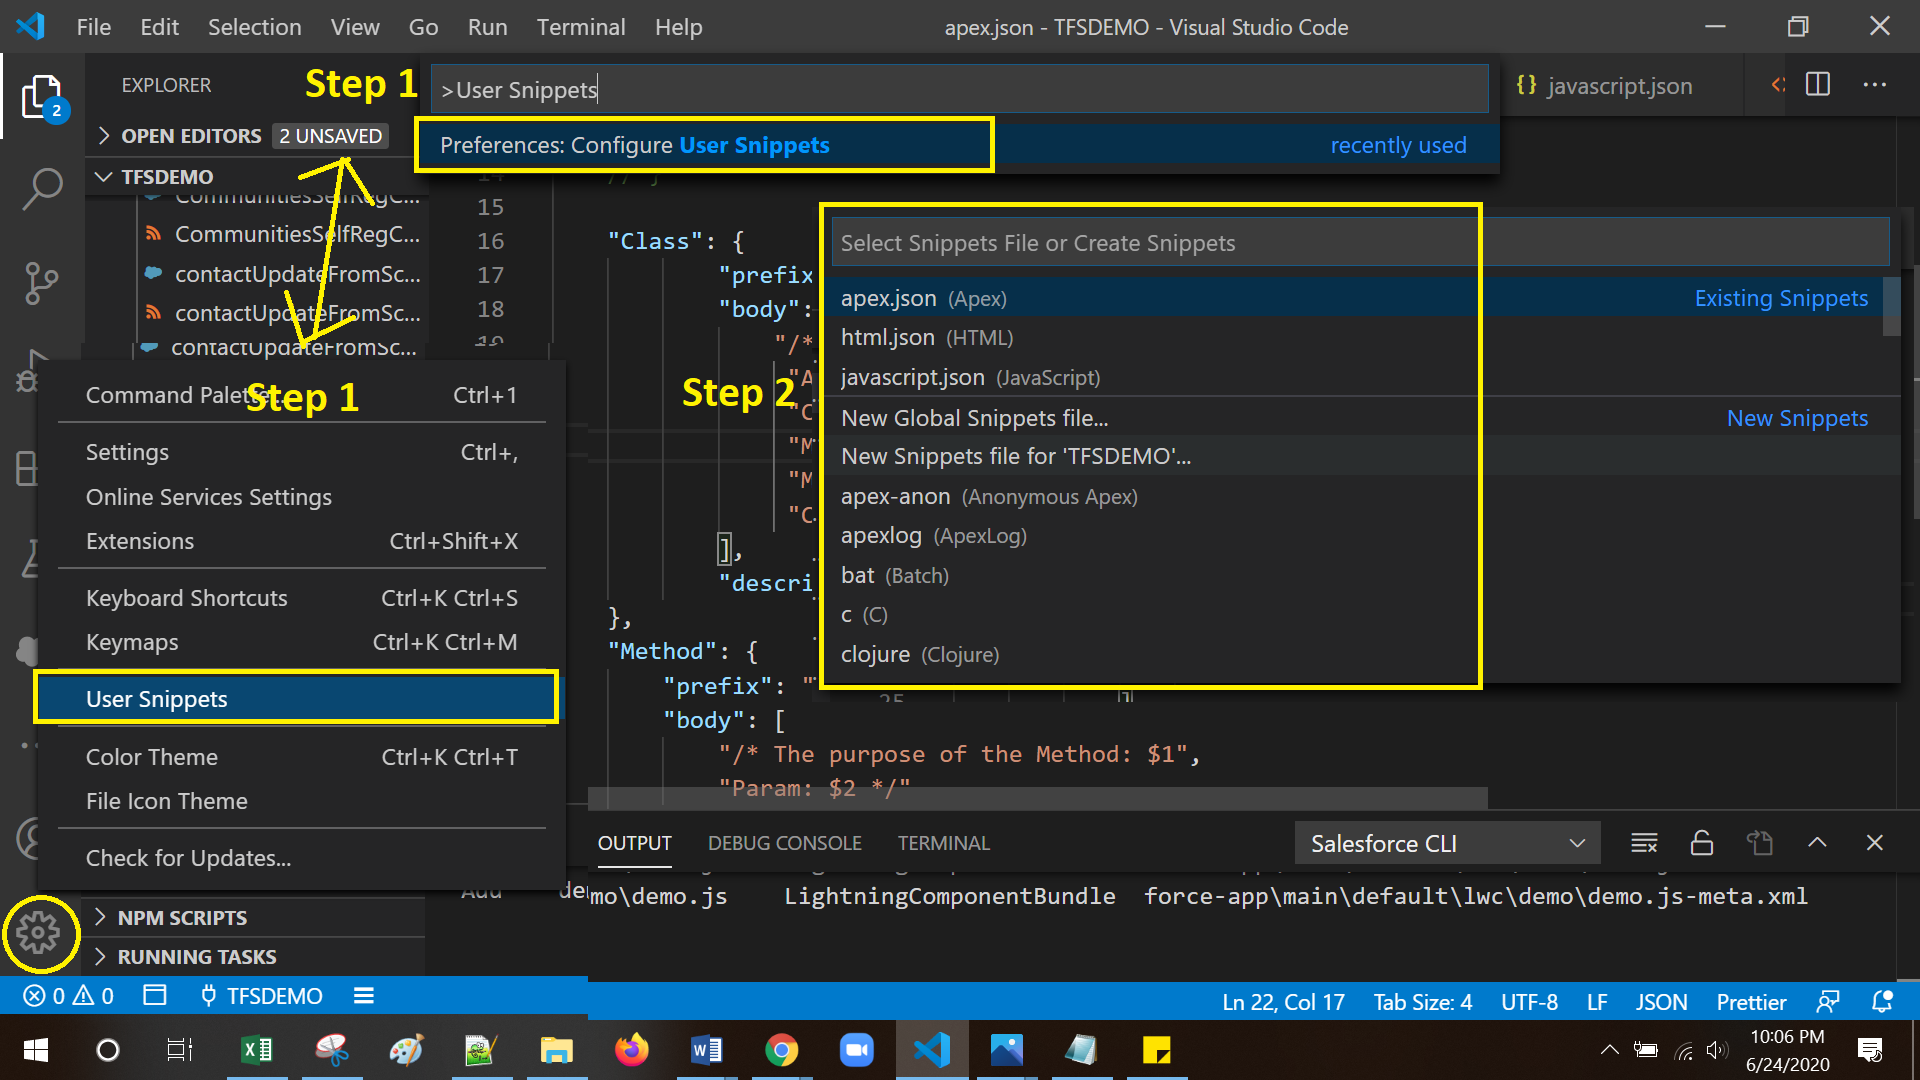 File Edit Selection View Go Run Terminal Help
apex.json - TFSDEMO - Visual Studio Code
EXPLORER
Step 1
>User Snippets
{} javascript.json
2
OPEN EDITORS 2 UNSAVED
Preferences: Configure User Snippets recently used
TFSDEMO
CommunitiesSelfRegC...
CommunitiesSelfRegC...
contactUpdateFromSc...
contactUpdateFromSc...
contactUpdateFromSc...
14
15
16 "Class": {
17 "prefix
18 "body":
19
"/*
"A
"C
"M
"M
"C
],
"descri
},
"Method": {
"prefix": "
"body": [
"/* The purpose of the Method: $1",
"Param: $2 */"
Step 2
Select Snippets File or Create Snippets
apex.json (Apex) Existing Snippets
html.json (HTML)
javascript.json (JavaScript)
New Global Snippets file... New Snippets
New Snippets file for 'TFSDEMO'...
apex-anon (Anonymous Apex)
apexlog (ApexLog)
bat (Batch)
c (C)
clojure (Clojure)
25 ]
Step 1
Command Palette... Ctrl+1
Settings Ctrl+,
Online Services Settings
Extensions Ctrl+Shift+X
Keyboard Shortcuts Ctrl+K Ctrl+S
Keymaps Ctrl+K Ctrl+M
User Snippets
Color Theme Ctrl+K Ctrl+T
File Icon Theme
Check for Updates...
OUTPUT DEBUG CONSOLE TERMINAL
Salesforce CLI
Add
demo\demo.js LightningComponentBundle force-app\main\default\lwc\demo\demo.js-meta.xml
NPM SCRIPTS
RUNNING TASKS
0 0 TFSDEMO
Ln 22, Col 17 Tab Size: 4 UTF-8 LF JSON Prettier
10:06 PM
6/24/2020